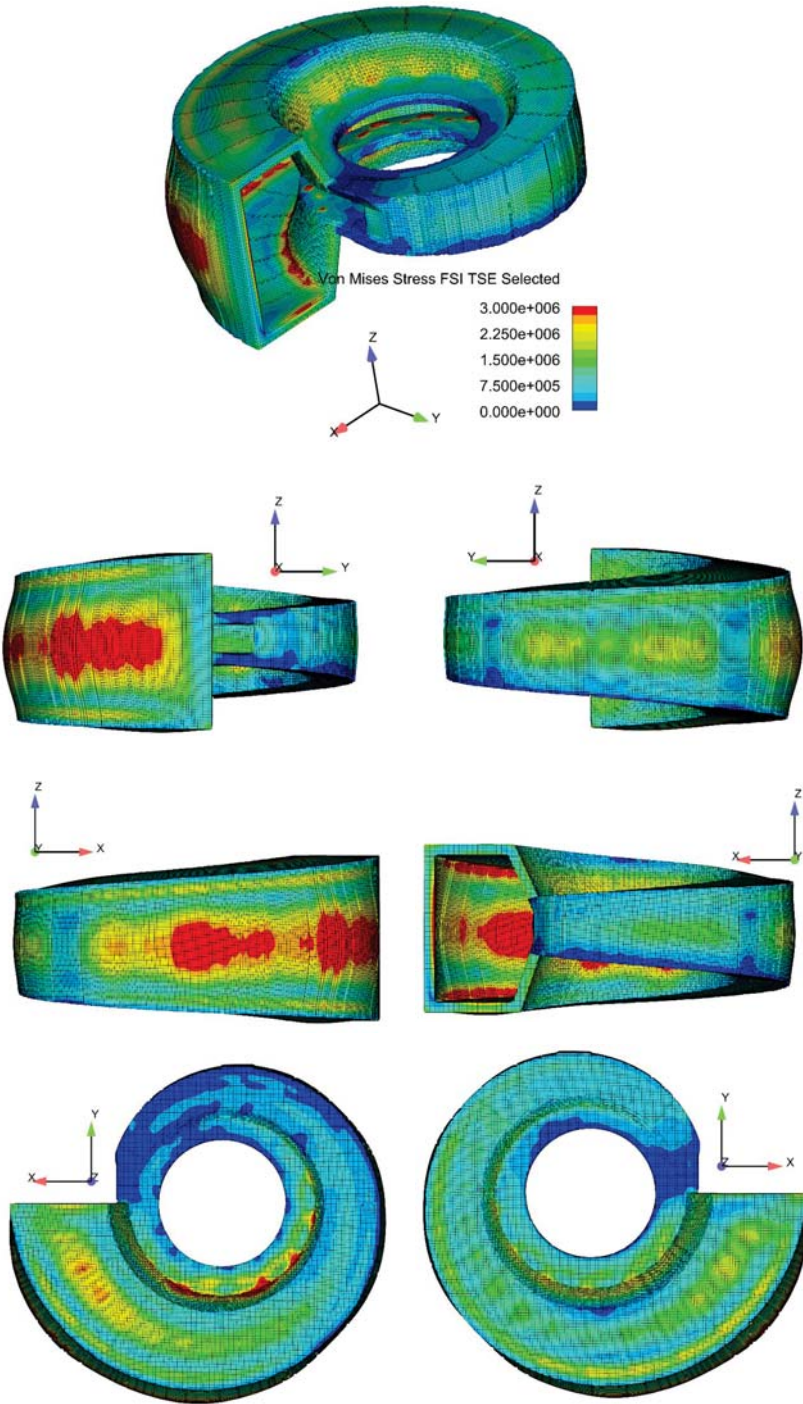 Von Mises Stress FSI TSE Selected
3.000e+006
2.250e+006
1.500e+006
7.500e+005
0.000e+000
Z
X
Y
Z
X
Y
Z
Y
X
Z
Y
X
Z
X
Y
Y
X
Z
Y
Z
X